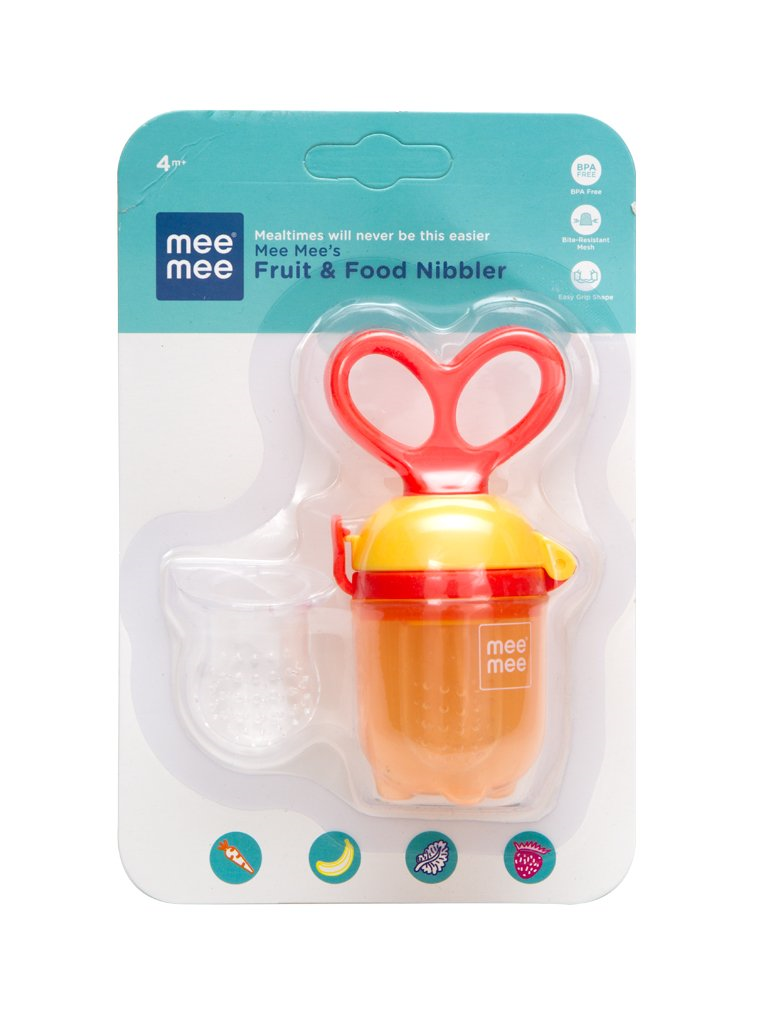 4m+
mee®
mee
Mealtimes will never be this easier
Mee Mee's
Fruit & Food Nibbler
BPA
FREE
BPA Free
Bite-Resistant
Mesh
Easy Grip Shape
mee®
mee